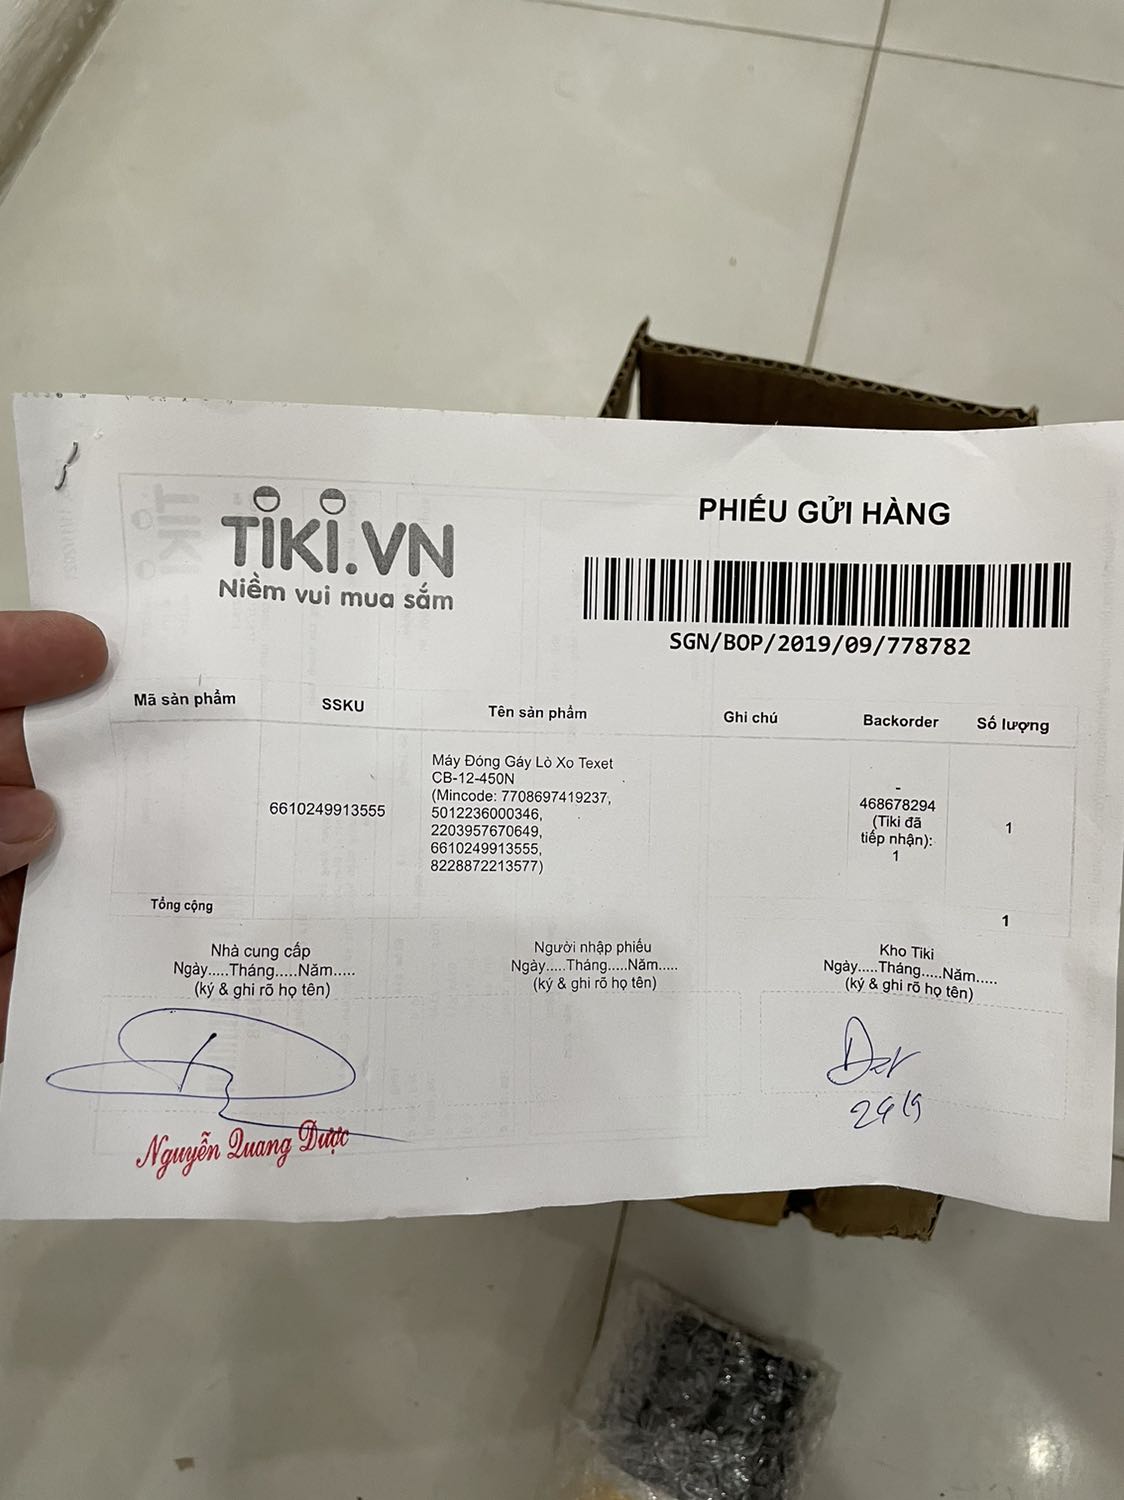 TIKI.VN
Niềm vui mua sắm
PHIẾU GỬI HÀNG
SGN/BOP/2019/09/778782
Mã sản phẩm SSKU Tên sản phẩm Ghi chú Backorder Số lượng
Máy Đóng Gáy Lò Xo Texet
CB-12-450N
(Mincode: 7708697419237,
5012236000346,
2203957670649,
6610249913555,
8228872213577)
6610249913555
-
468678294
(Tiki đã
tiếp nhận):
1
1
Tổng cộng 1
Nhà cung cấp
Ngày.....Tháng.....Năm.....
(ký & ghi rõ họ tên)
Người nhập phiếu
Ngày.....Tháng.....Năm.....
(ký & ghi rõ họ tên)
Kho Tiki
Ngày.....Tháng.....Năm.....
(ký & ghi rõ họ tên)
Nguyễn Quang Dược